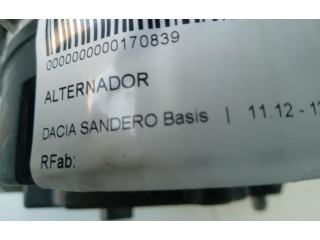 0000000000170839
ALTERNADOR
DACIA SANDERO Basis | 11.12 - 1
RFab: